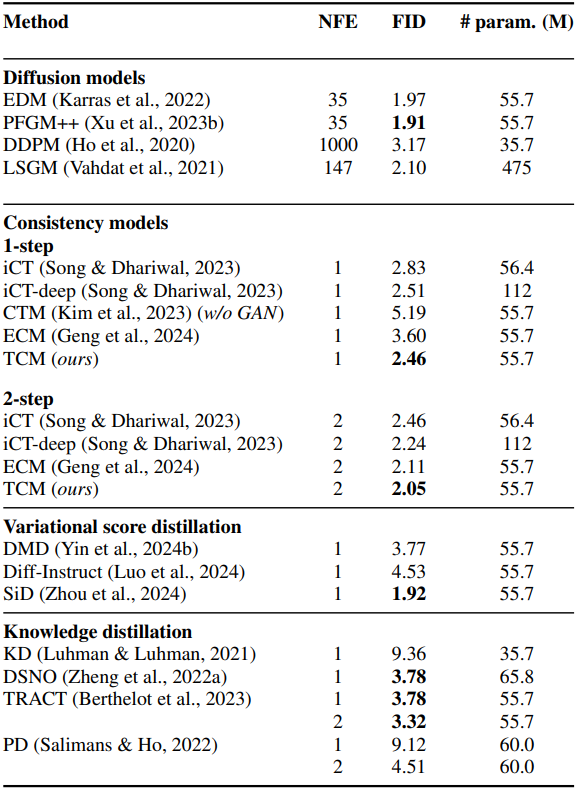 Method NFE FID # param. (M)
Diffusion models
EDM (Karras et al., 2022) 35 1.97 55.7
PFGM++ (Xu et al., 2023b) 35 1.91 55.7
DDPM (Ho et al., 2020) 1000 3.17 35.7
LSGM (Vahdat et al., 2021) 147 2.10 475
Consistency models
1-step
iCT (Song & Dhariwal, 2023) 1 2.83 56.4
iCT-deep (Song & Dhariwal, 2023) 1 2.51 112
CTM (Kim et al., 2023) (w/o GAN) 1 5.19 55.7
ECM (Geng et al., 2024) 1 3.60 55.7
TCM (ours) 1 2.46 55.7
2-step
iCT (Song & Dhariwal, 2023) 2 2.46 56.4
iCT-deep (Song & Dhariwal, 2023) 2 2.24 112
ECM (Geng et al., 2024) 2 2.11 55.7
TCM (ours) 2 2.05 55.7
Variational score distillation
DMD (Yin et al., 2024b) 1 3.77 55.7
Diff-Instruct (Luo et al., 2024) 1 4.53 55.7
SiD (Zhou et al., 2024) 1 1.92 55.7
Knowledge distillation
KD (Luhman & Luhman, 2021) 1 9.36 35.7
DSNO (Zheng et al., 2022a) 1 3.78 65.8
TRACT (Berthelot et al., 2023) 1 3.78 55.7
2 3.32 55.7
PD (Salimans & Ho, 2022) 1 9.12 60.0
2 4.51 60.0